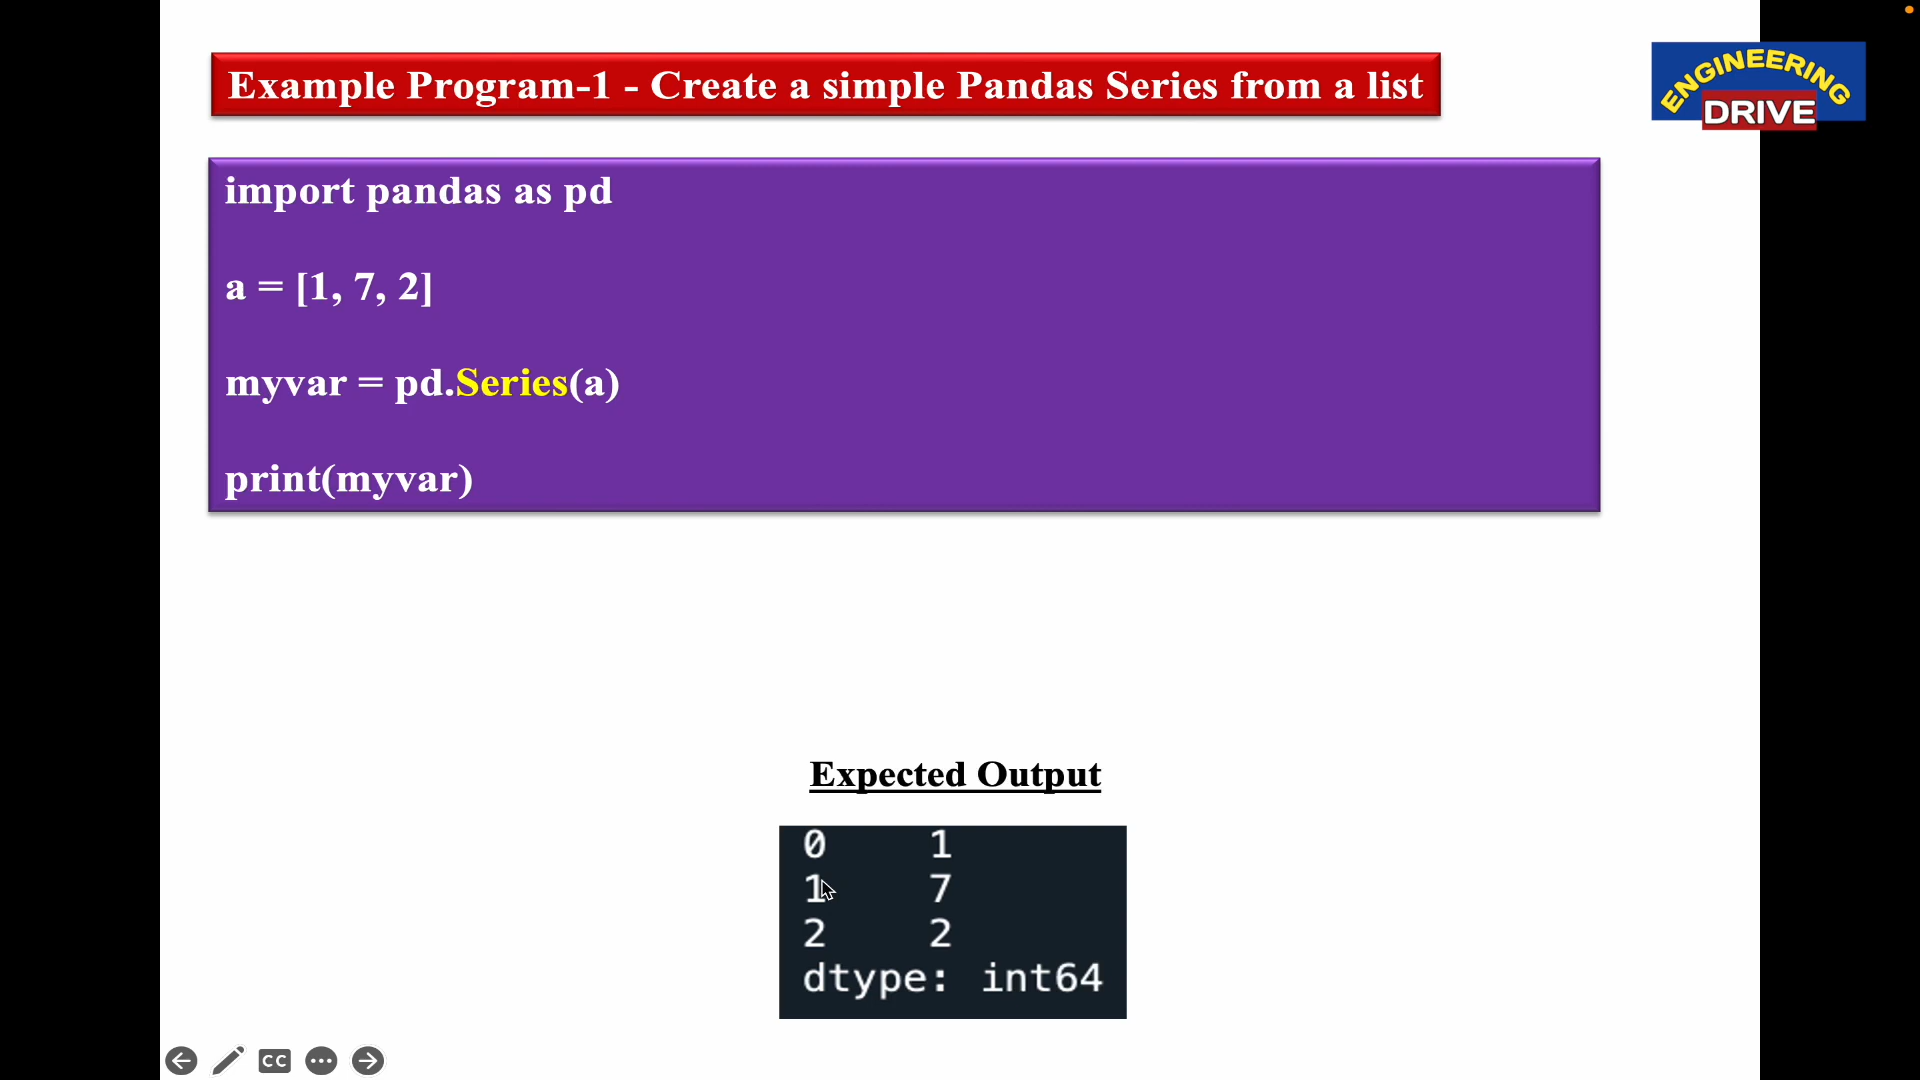 Example Program-1 - Create a simple Pandas Series from a list
ENGINEERING
DRIVE
import pandas as pd
a = [1, 7, 2]
myvar = pd.Series(a)
print(myvar)
Expected Output
0 1
1 7
2 2
dtype: int64
CC